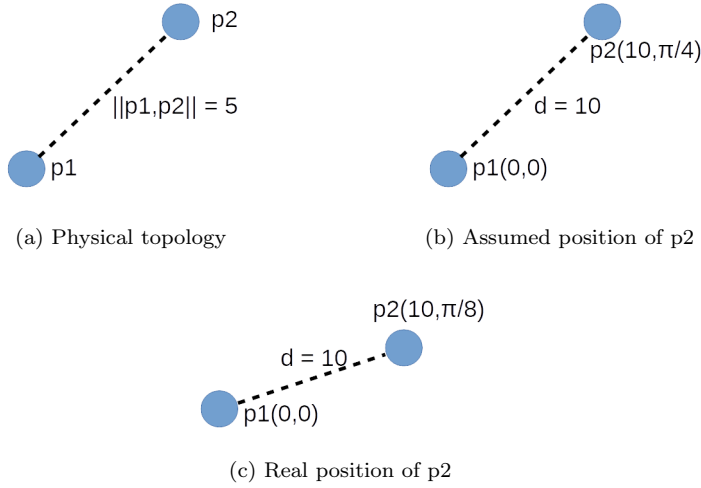 p2
||p1,p2|| = 5
p1
(a) Physical topology
p2(10,π/4)
d = 10
p1(0,0)
(b) Assumed position of p2
p2(10,π/8)
d = 10
p1(0,0)
(c) Real position of p2